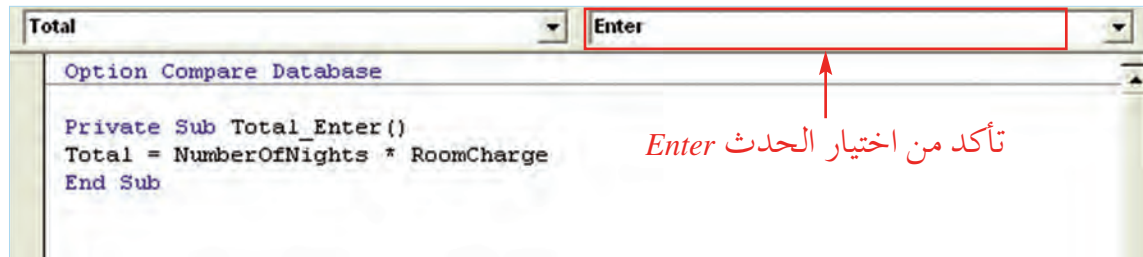 Total Enter
Option Compare Database
Private Sub Total_Enter()
Total = NumberOfNights * RoomCharge
End Sub
تأكد من اختيار الحدث Enter